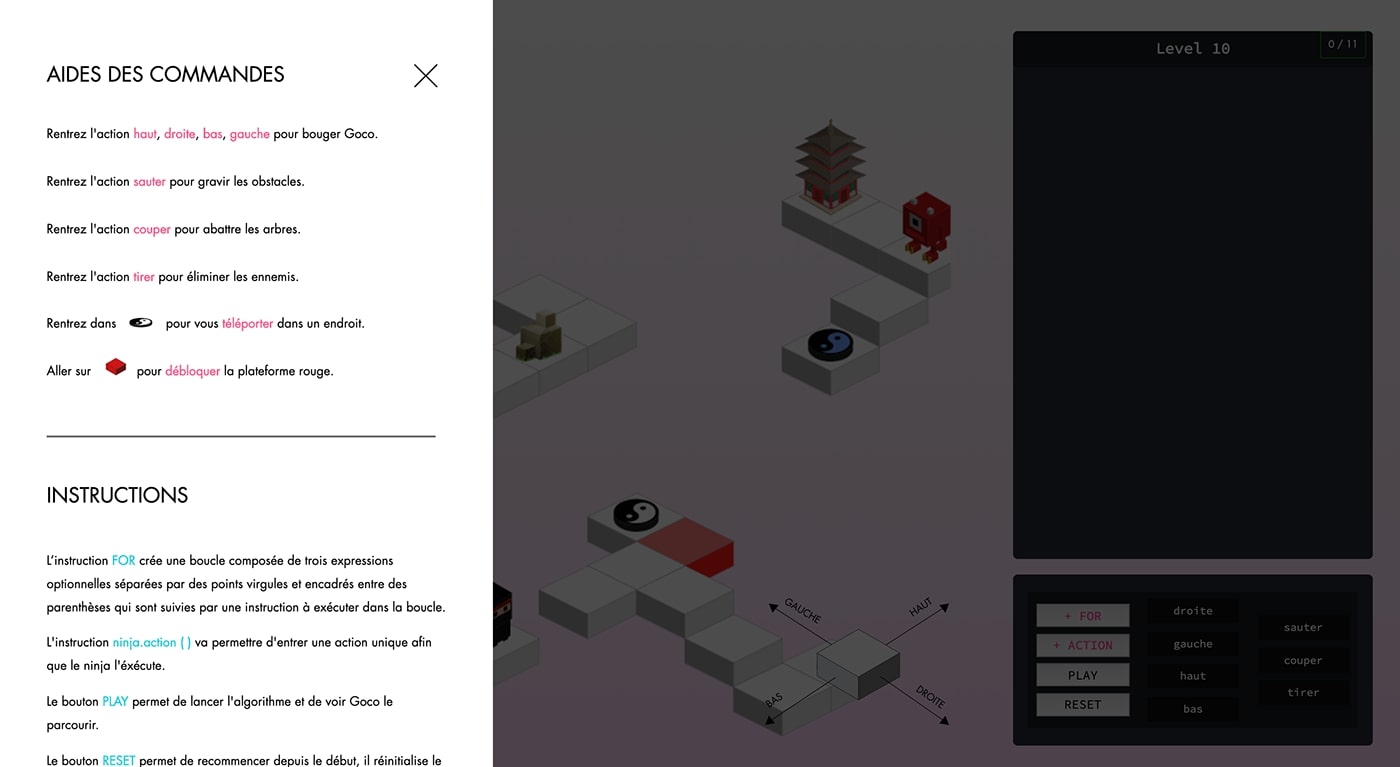 AIDES DES COMMANDES
Rentrez l'action haut, droite, bas, gauche pour bouger Goco.
Rentrez l'action sauter pour gravir les obstacles.
Rentrez l'action couper pour abattre les arbres.
Rentrez l'action tirer pour éliminer les ennemis.
Rentrez dans pour vous téléporter dans un endroit.
Aller sur pour débloquer la plateforme rouge.
INSTRUCTIONS
L'instruction FOR crée une boucle composée de trois expressions
optionnelles séparées par des points virgules et encadrés entre des
parenthèses qui sont suivies par une instruction à exécuter dans la boucle.
L'instruction ninja.action ( ) va permettre d'entrer une action unique afin
que le ninja l'éxécute.
Le bouton PLAY permet de lancer l'algorithme et de voir Goco le
parcourir.
Le bouton RESET permet de recommencer depuis le début, il réinitialise le
GAUCHE
HAUT
BAS
DROITE
Level 10
0/11
+ FOR
+ ACTION
PLAY
RESET
droite
gauche
haut
bas
sauter
couper
tirer